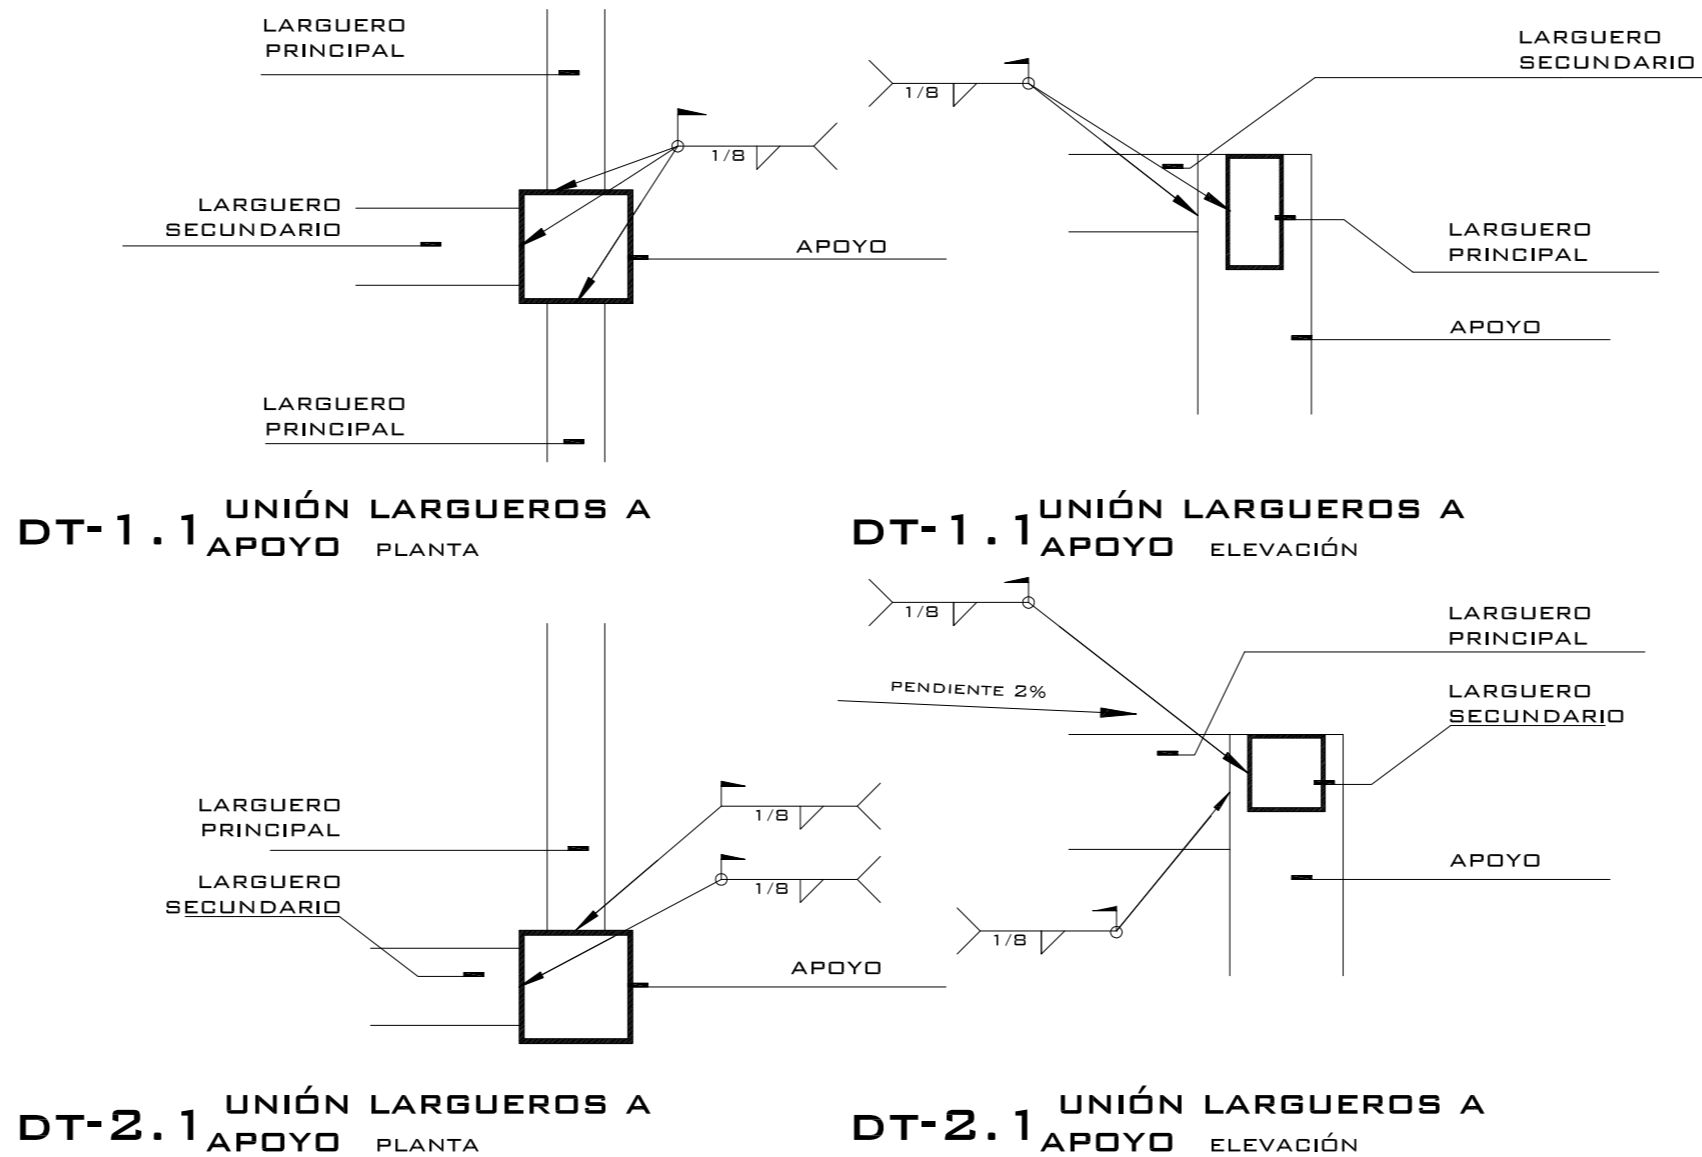 LARGUERO
PRINCIPAL
1/8
LARGUERO
SECUNDARIO
APOYO
LARGUERO
PRINCIPAL
DT-1.1 UNIÓN LARGUEROS A
APOYO PLANTA
LARGUERO
SECUNDARIO
1/8
LARGUERO
PRINCIPAL
APOYO
DT-1.1 UNIÓN LARGUEROS A
APOYO ELEVACIÓN
LARGUERO
PRINCIPAL
1/8
LARGUERO
SECUNDARIO
1/8
APOYO
DT-2.1 UNIÓN LARGUEROS A
APOYO PLANTA
1/8
LARGUERO
PRINCIPAL
PENDIENTE 2%
LARGUERO
SECUNDARIO
APOYO
1/8
DT-2.1 UNIÓN LARGUEROS A
APOYO ELEVACIÓN